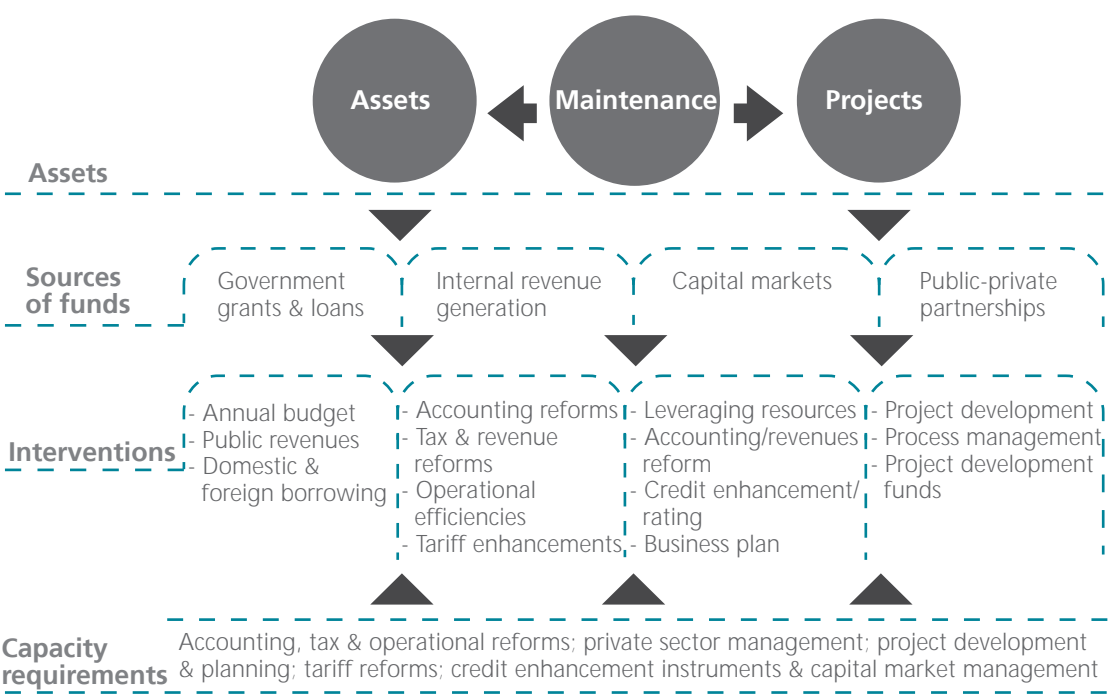 Assets
Maintenance
Projects
Assets
Sources
of funds
Government
grants & loans
Internal revenue
generation
Capital markets
Public-private
partnerships
Interventions
- Annual budget
- Public revenues
- Domestic &
foreign borrowing
- Accounting reforms
- Tax & revenue
reforms
- Operational
efficiencies
- Tariff enhancements
- Leveraging resources
- Accounting/revenues
reform
- Credit enhancement/
rating
- Business plan
- Project development
- Process management
- Project development
funds
Capacity
requirements
Accounting, tax & operational reforms; private sector management; project development
& planning; tariff reforms; credit enhancement instruments & capital market management